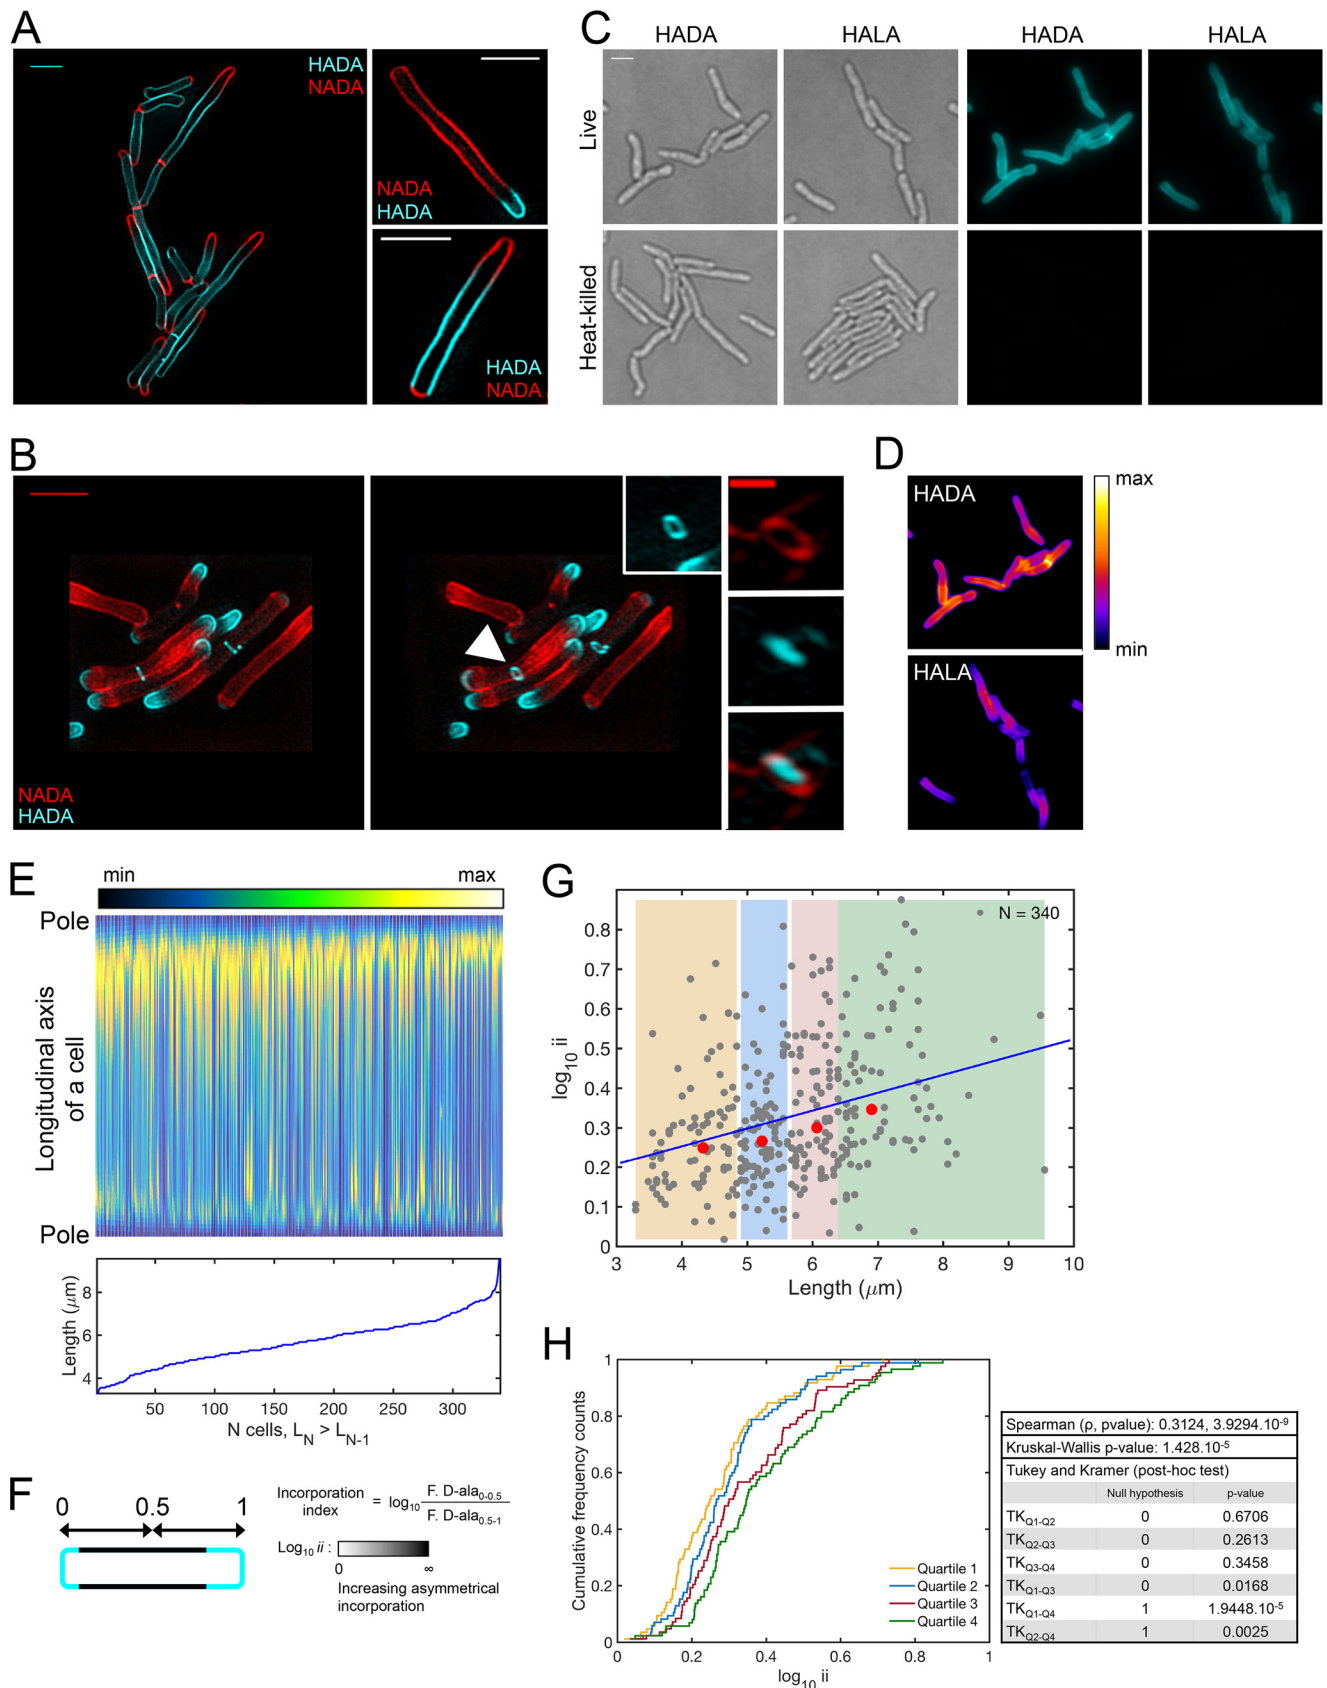 A
HADA
NADA
NADA
HADA
HADA
NADA
C
HADA
HALA
HADA
HALA
Live
Heat-killed
B
NADA
HADA
D
HADA
HALA
max
min
E
min
max
Pole
Longitudinal axis
of a cell
Pole
Length (μm)
8
6
4
50
100
150
200
250
300
N cells, L_N > L_N-1
F
0
0.5
1
Incorporation
index
= log₁₀ F. D-ala₀₋₀.₅
F. D-ala₀.₅₋₁
Log₁₀ ii :
0
∞
Increasing asymmetrical
incorporation
G
N = 340
log₁₀ ii
0.8
0.7
0.6
0.5
0.4
0.3
0.2
0.1
0
3
4
5
6
7
8
9
10
Length (μm)
H
Cumulative frequency counts
1
0.8
0.6
0.4
0.2
0
0
0.2
0.4
0.6
0.8
1
log₁₀ ii
Quartile 1
Quartile 2
Quartile 3
Quartile 4
Spearman (ρ, pvalue): 0.3124, 3.9294.10⁻⁹
Kruskal-Wallis p-value: 1.428.10⁻⁵
Tukey and Kramer (post-hoc test)
Null hypothesis p-value
TK_Q1-Q2 0 0.6706
TK_Q2-Q3 0 0.2613
TK_Q3-Q4 0 0.3458
TK_Q1-Q3 0 0.0168
TK_Q1-Q4 1 1.9448.10⁻⁵
TK_Q2-Q4 1 0.0025